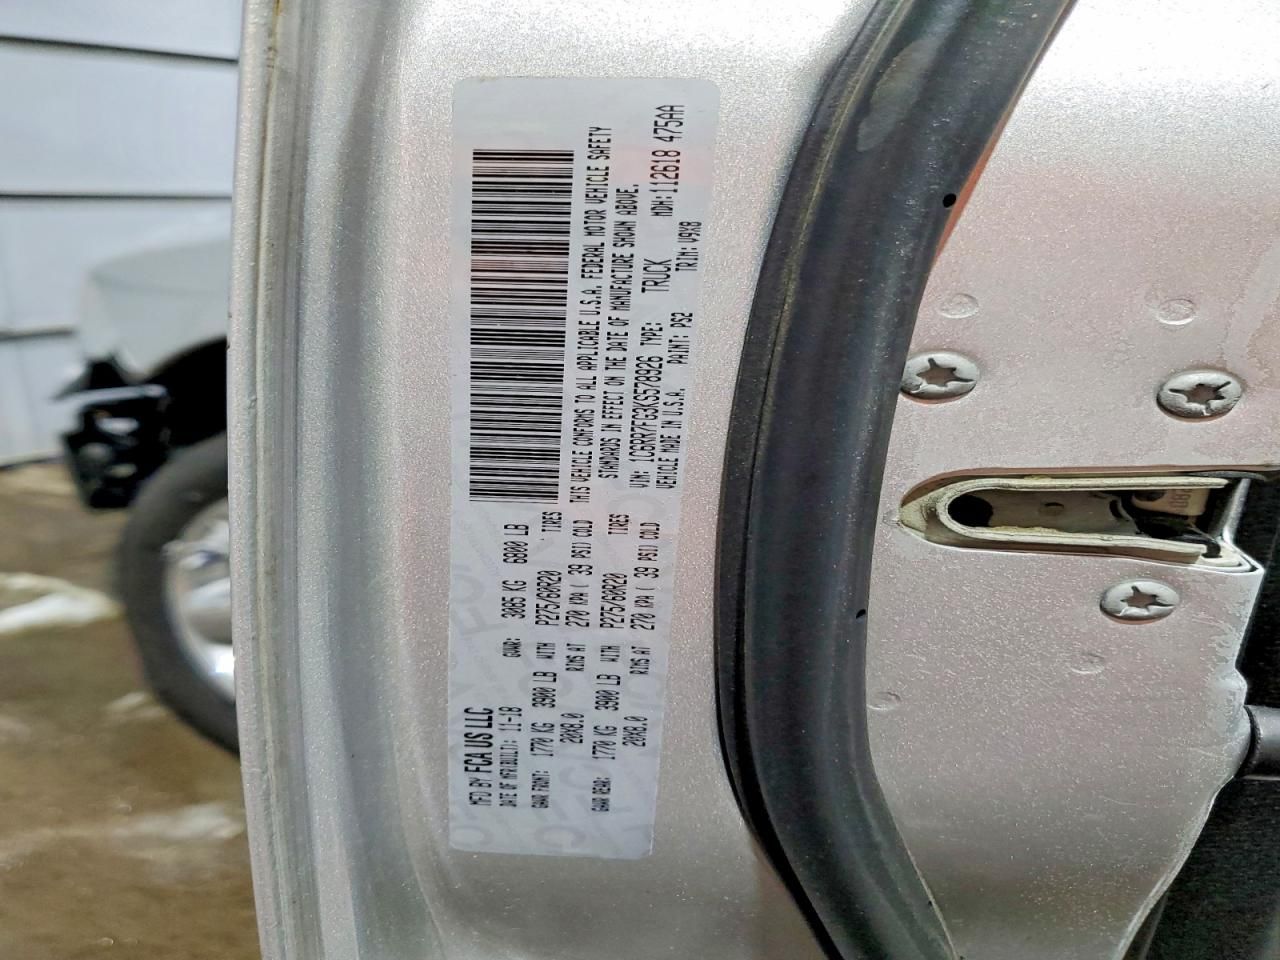 MFD BY FCA US LLC
DATE OF MFR(BUILT): 11-18 GVWR: 3085 KG 6800 LB
GAWR FRONT: 1770 KG 3900 LB WITH P275/60R20 TIRES
20X8.0 RIMS AT 270 KPA ( 39 PSI) COLD
GAWR REAR: 1770 KG 3900 LB WITH P275/60R20 TIRES
20X8.0 RIMS AT 270 KPA ( 39 PSI) COLD
THIS VEHICLE CONFORMS TO ALL APPLICABLE U.S.A. FEDERAL MOTOR VEHICLE SAFETY
STANDARDS IN EFFECT ON THE DATE OF MANUFACTURE SHOWN ABOVE.
VIN: 1C6RR7FG3KS578926 TYPE: TRUCK MDH:112618 475AA
VEHICLE MADE IN U.S.A. PAINT: PS2 TRIM: V9X8